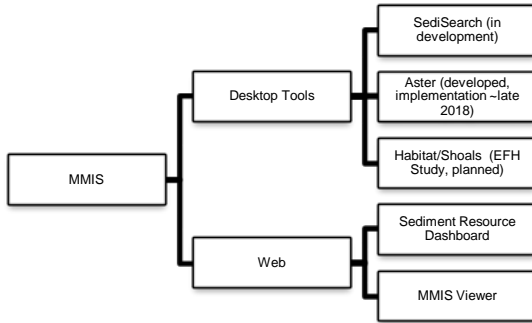 MMIS
Desktop Tools
SediSearch (in
development)
Aster (developed,
implementation ~late
2018)
Habitat/Shoals (EFH
Study, planned)
Web
Sediment Resource
Dashboard
MMIS Viewer